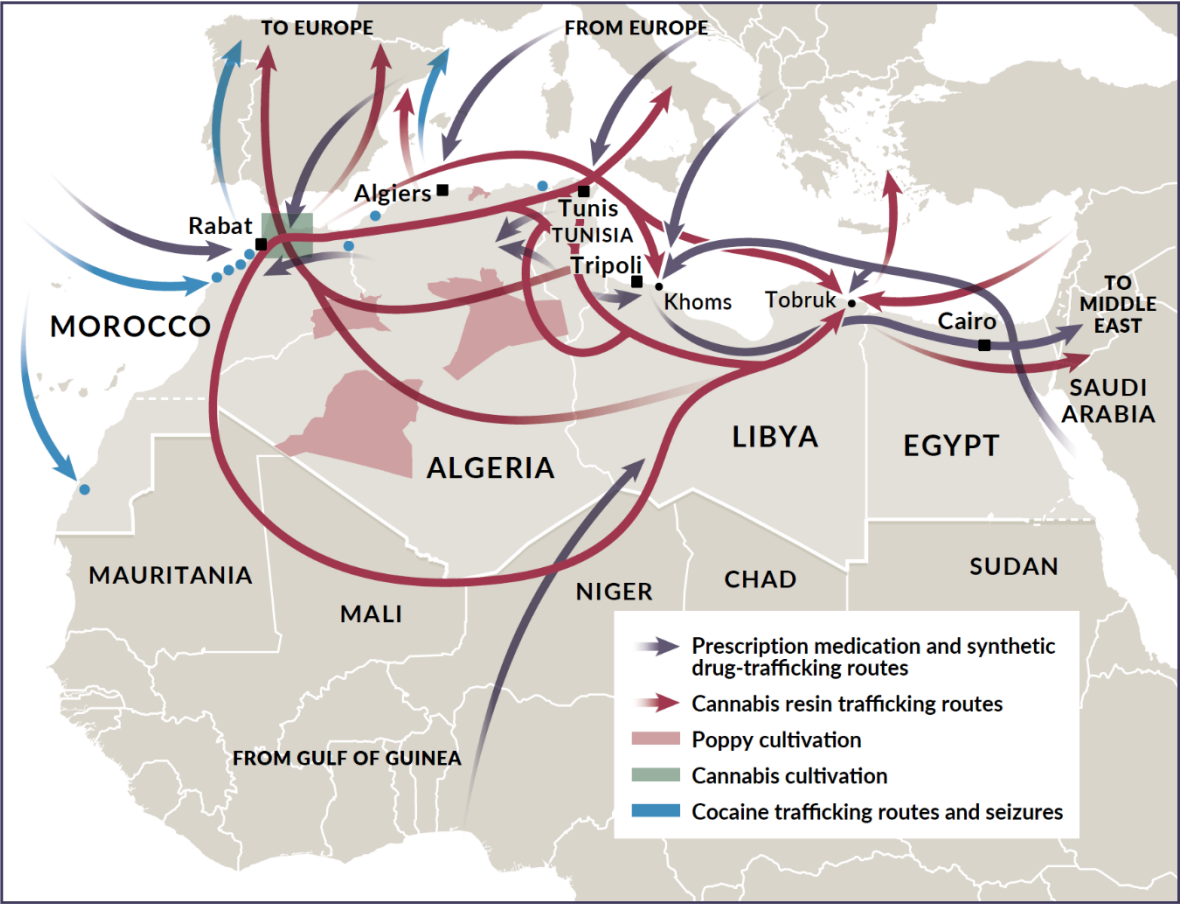 TO EUROPE
FROM EUROPE
Algiers
Rabat
Tunis
TUNISIA
Tripoli
Khoms
Tobruk
Cairo
TO
MIDDLE
EAST
MOROCCO
SAUDI
ARABIA
LIBYA
EGYPT
ALGERIA
MAURITANIA
MALI
NIGER
CHAD
SUDAN
FROM GULF OF GUINEA
Prescription medication and synthetic
drug-trafficking routes
Cannabis resin trafficking routes
Poppy cultivation
Cannabis cultivation
Cocaine trafficking routes and seizures